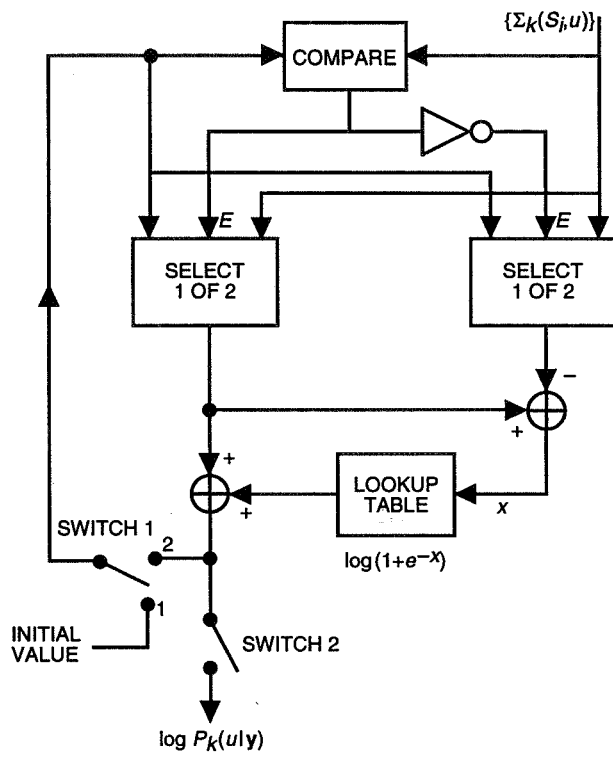 {Σₖ(Sᵢ,u)}
COMPARE
E
E
SELECT
1 OF 2
SELECT
1 OF 2
−
+
+
LOOKUP
TABLE
+
x
log (1+e⁻ˣ)
SWITCH 1
2
1
INITIAL
VALUE
SWITCH 2
log Pₖ(u|y)